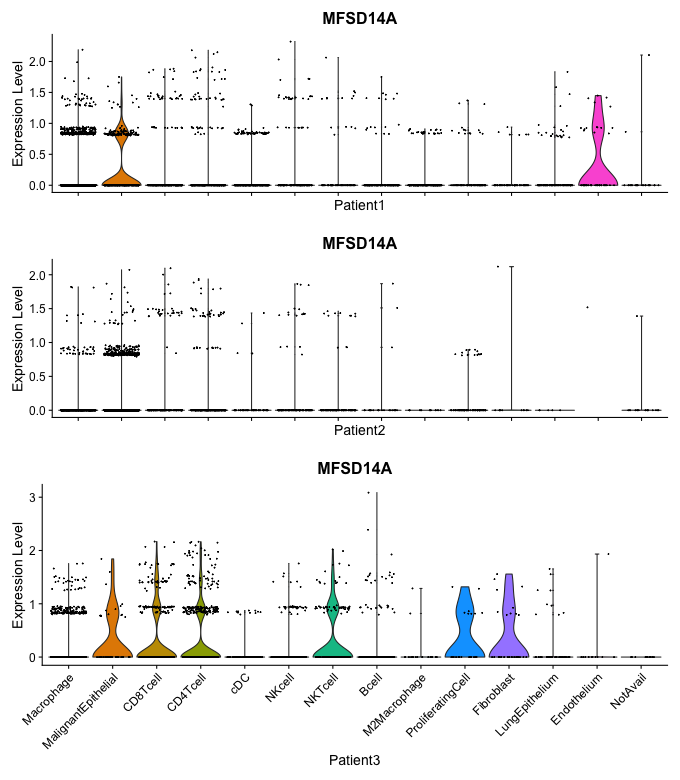 MFSD14A
Expression Level
2.0
1.5
1.0
0.5
0.0
Patient1
MFSD14A
Expression Level
2.0
1.5
1.0
0.5
0.0
Patient2
MFSD14A
Expression Level
3
2
1
0
Macrophage
MalignantEpithelial
CD8Tcell
CD4Tcell
cDC
NKcell
NKTcell
Bcell
M2Macrophage
ProliferatingCell
Fibroblast
LungEpithelium
Endothelium
NotAvail
Patient3